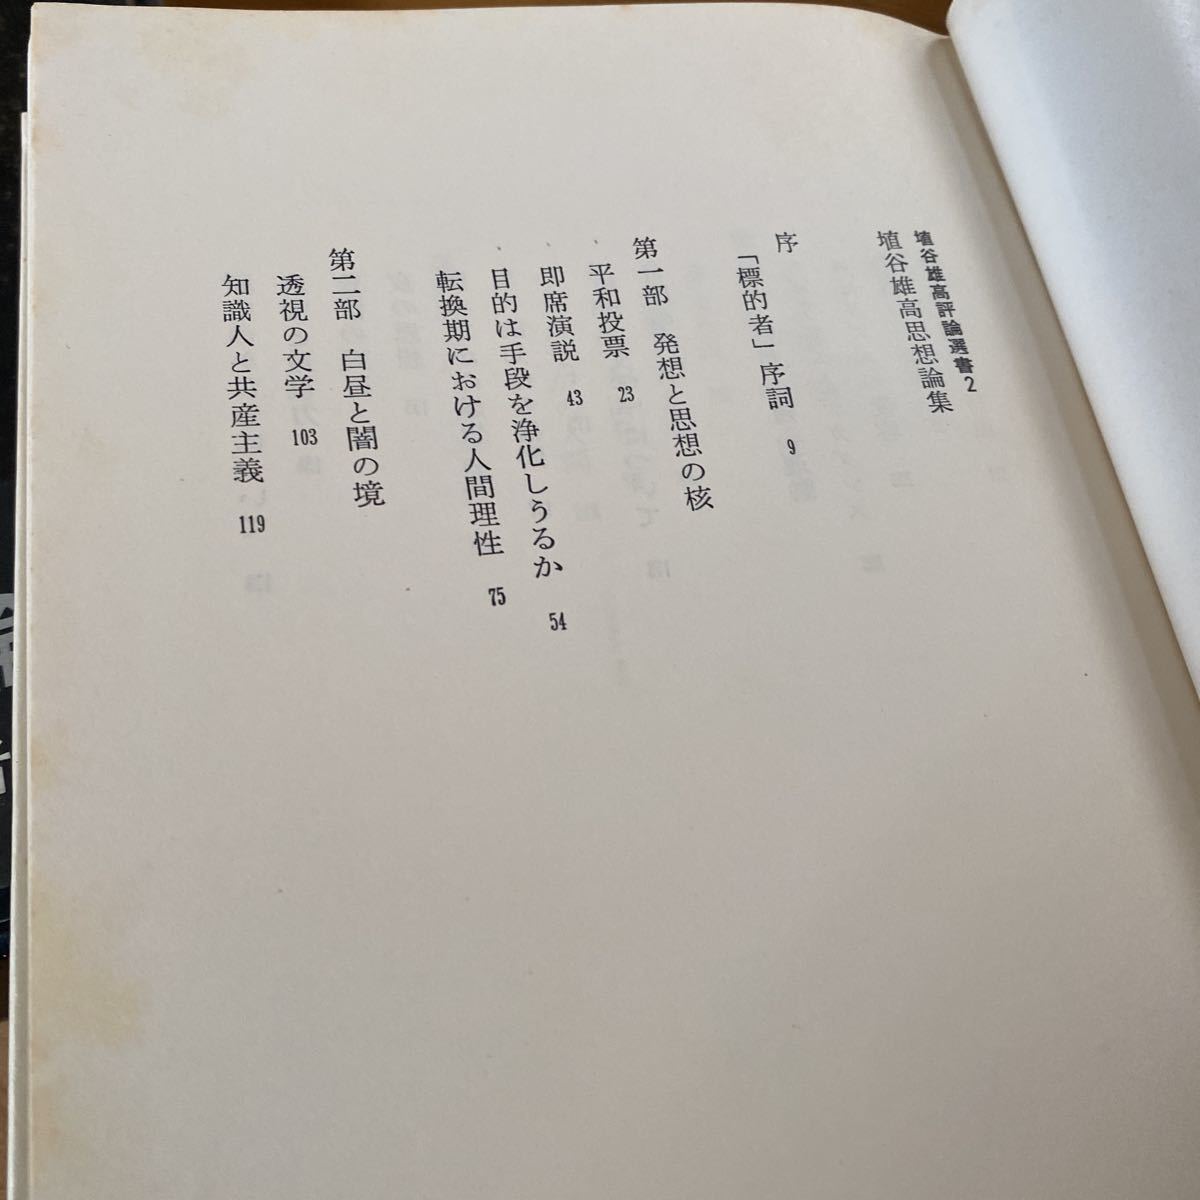 埴谷雄高評論選書2
埴谷雄高思想論集
序
「標的者」序詞 9
第一部 発想と思想の核
平和投票 23
即席演説 43
目的は手段を浄化しうるか 54
転換期における人間理性 75
第二部 白昼と闇の境
透視の文学 103
知識人と共産主義 119